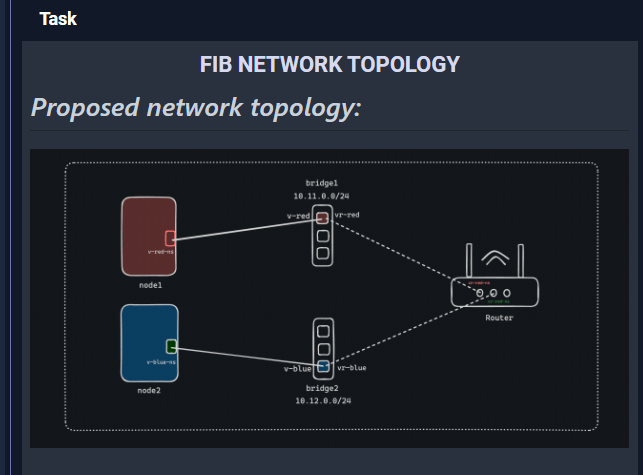 Task
FIB NETWORK TOPOLOGY
Proposed network topology:
bridge1
10.11.0.0/24
v-red
vr-red
v-red-ns
node1
Router
v-blue-ns
node2
v-blue
vr-blue
bridge2
10.12.0.0/24